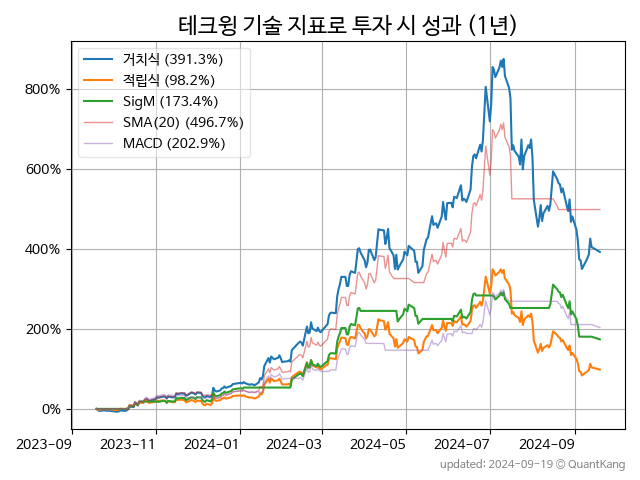 테크윙 기술 지표로 투자 시 성과 (1년)
거치식 (391.3%)
적립식 (98.2%)
SigM (173.4%)
SMA(20) (496.7%)
MACD (202.9%)
800%
600%
400%
200%
0%
2023-09 2023-11 2024-01 2024-03 2024-05 2024-07 2024-09
updated: 2024-09-19 @ QuantKang